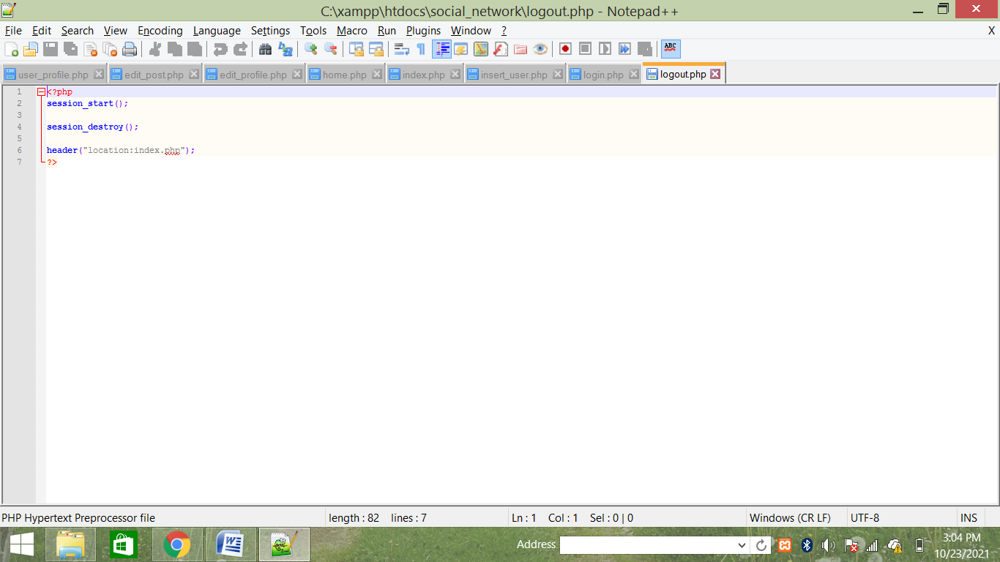 C:\xampp\htdocs\social_network\logout.php - Notepad++
File Edit Search View Encoding Language Settings Tools Macro Run Plugins Window ? X
ABC
user_profile.php edit_post.php edit_profile.php home.php index.php insert_user.php login.php logout.php
1 <?php
2 session_start();
3
4 session_destroy();
5
6 header("location:index.php");
7 ?>
PHP Hypertext Preprocessor file length : 82 lines : 7 Ln : 1 Col : 1 Sel : 0 | 0 Windows (CR LF) UTF-8 INS
Address
3:04 PM
10/23/2021